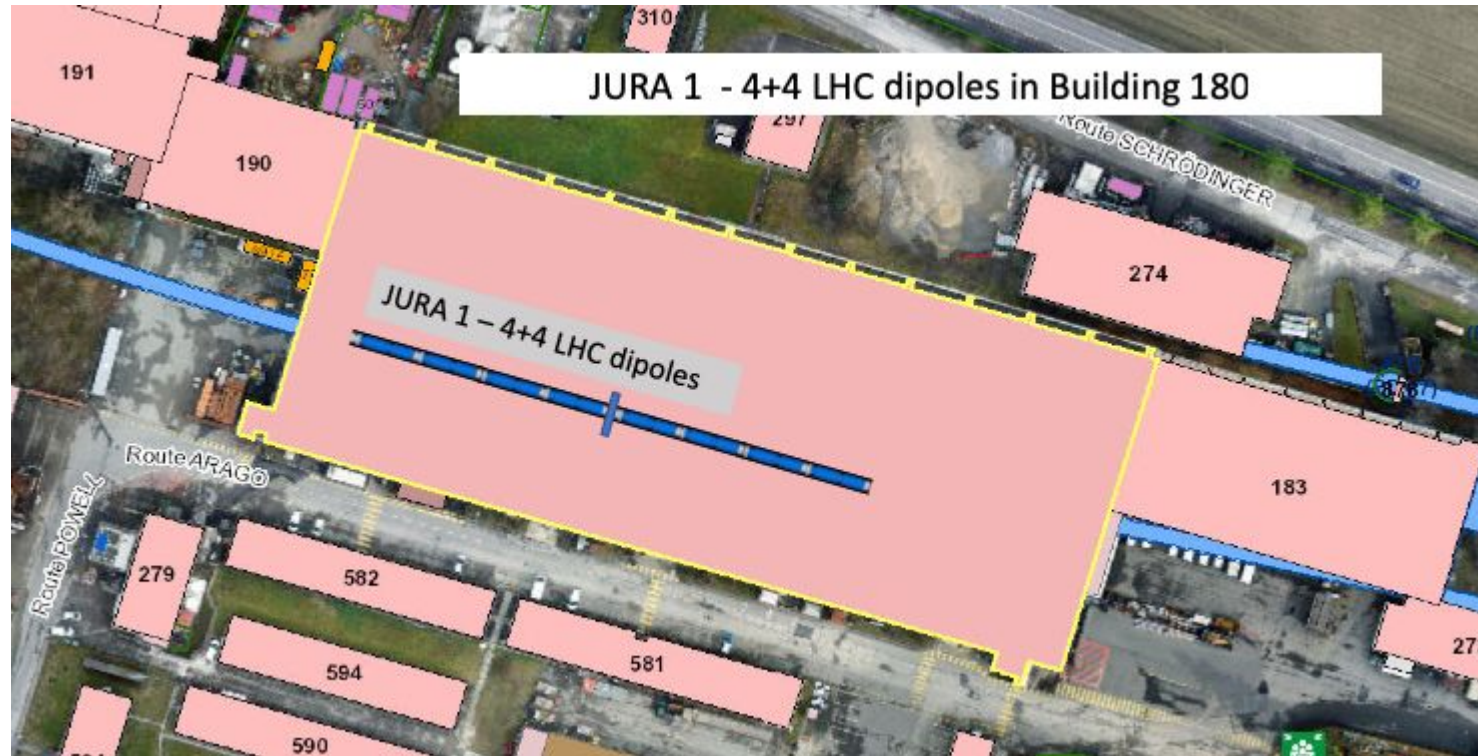 310
191
JURA 1 - 4+4 LHC dipoles in Building 180
297
Route SCHRÖDINGER
190
274
JURA 1 – 4+4 LHC dipoles
183
Route ARAGO
Route POWELL
279
582
581
594
590